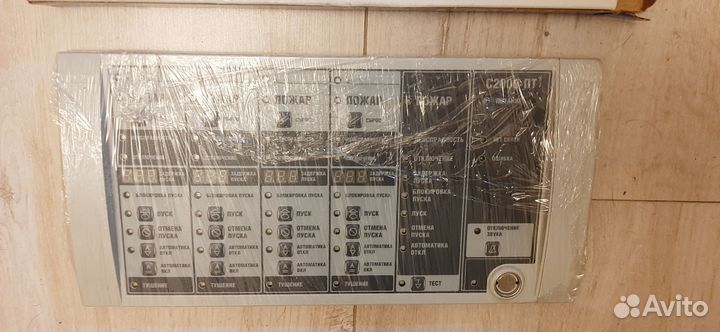 С2000-ПТ
ПОЖАР ПОЖАР ПОЖАР
СБРОС СБРОС
НЕИСПРАВНОСТЬ НЕТ СВЯЗИ
ОТКЛЮЧЕНИЕ ОШИБКА
ЗАДЕРЖКА ПУСКА ЗАДЕРЖКА ПУСКА ЗАДЕРЖКА ПУСКА ЗАДЕРЖКА ПУСКА ЗАДЕРЖКА ПУСКА
БЛОКИРОВКА ПУСКА БЛОКИРОВКА ПУСКА БЛОКИРОВКА ПУСКА БЛОКИРОВКА ПУСКА БЛОКИРОВКА ПУСКА
ПУСК ПУСК ПУСК ПУСК ПУСК
ОТМЕНА ПУСКА ОТМЕНА ПУСКА ОТМЕНА ПУСКА ОТМЕНА ПУСКА ОТМЕНА ПУСКА ОТКЛЮЧЕНИЕ ЗВУКА
АВТОМАТИКА ОТКЛ АВТОМАТИКА ОТКЛ АВТОМАТИКА ОТКЛ АВТОМАТИКА ОТКЛ АВТОМАТИКА ОТКЛ
АВТОМАТИКА ВКЛ АВТОМАТИКА ВКЛ АВТОМАТИКА ВКЛ АВТОМАТИКА ВКЛ
ТУШЕНИЕ ТУШЕНИЕ ТУШЕНИЕ ТУШЕНИЕ ТЕСТ
Avito